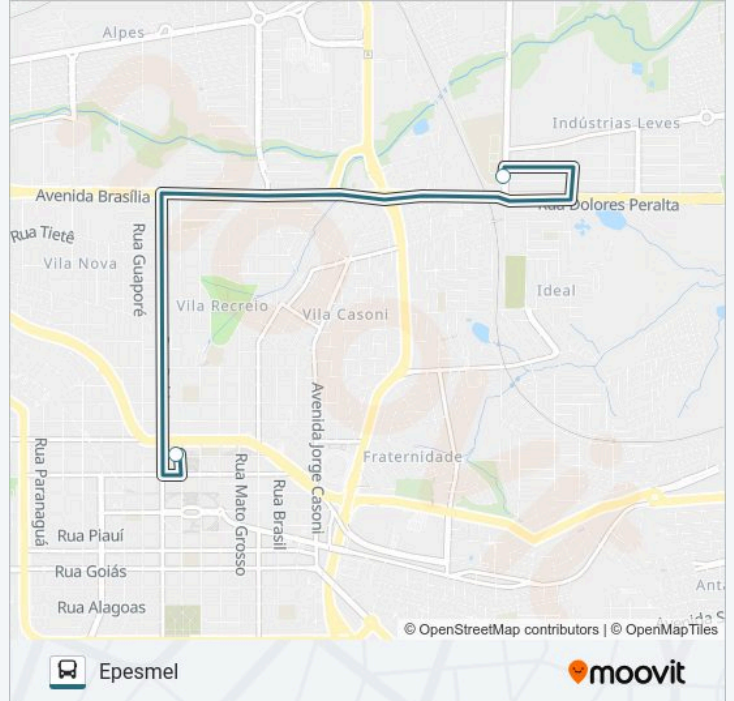 Alpes
Indústrias Leves
Avenida Brasília
Rua Dolores Peralta
Rua Tietê
Vila Nova
Rua Guaporé
Ideal
Vila Recreio
Vila Casoni
Avenida Jorge Casoni
Fraternidade
Rua Paranaguá
Rua Mato Grosso
Rua Brasil
Rua Piauí
Rua Goiás
Rua Alagoas
© OpenStreetMap contributors | © OpenMapTiles
Epesmel
moovit